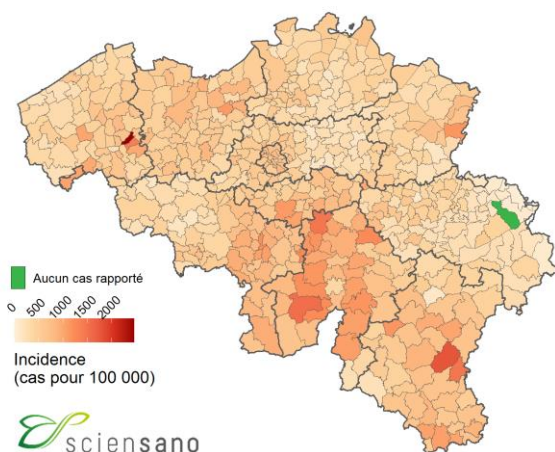 Aucun cas rapporté
0 500 1000 1500 2000
Incidence
(cas pour 100 000)
sciensano